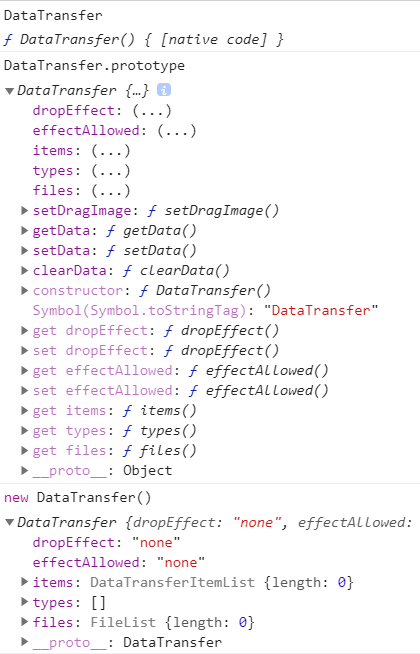 DataTransfer
ƒ DataTransfer() { [native code] }
DataTransfer.prototype
▼DataTransfer {…} i
dropEffect: (...)
effectAllowed: (...)
items: (...)
types: (...)
files: (...)
▶setDragImage: ƒ setDragImage()
▶getData: ƒ getData()
▶setData: ƒ setData()
▶clearData: ƒ clearData()
▶constructor: ƒ DataTransfer()
Symbol(Symbol.toStringTag): "DataTransfer"
▶get dropEffect: ƒ dropEffect()
▶set dropEffect: ƒ dropEffect()
▶get effectAllowed: ƒ effectAllowed()
▶set effectAllowed: ƒ effectAllowed()
▶get items: ƒ items()
▶get types: ƒ types()
▶get files: ƒ files()
▶__proto__: Object
new DataTransfer()
▼DataTransfer {dropEffect: "none", effectAllowed:
dropEffect: "none"
effectAllowed: "none"
▶items: DataTransferItemList {length: 0}
▶types: []
▶files: FileList {length: 0}
▶__proto__: DataTransfer